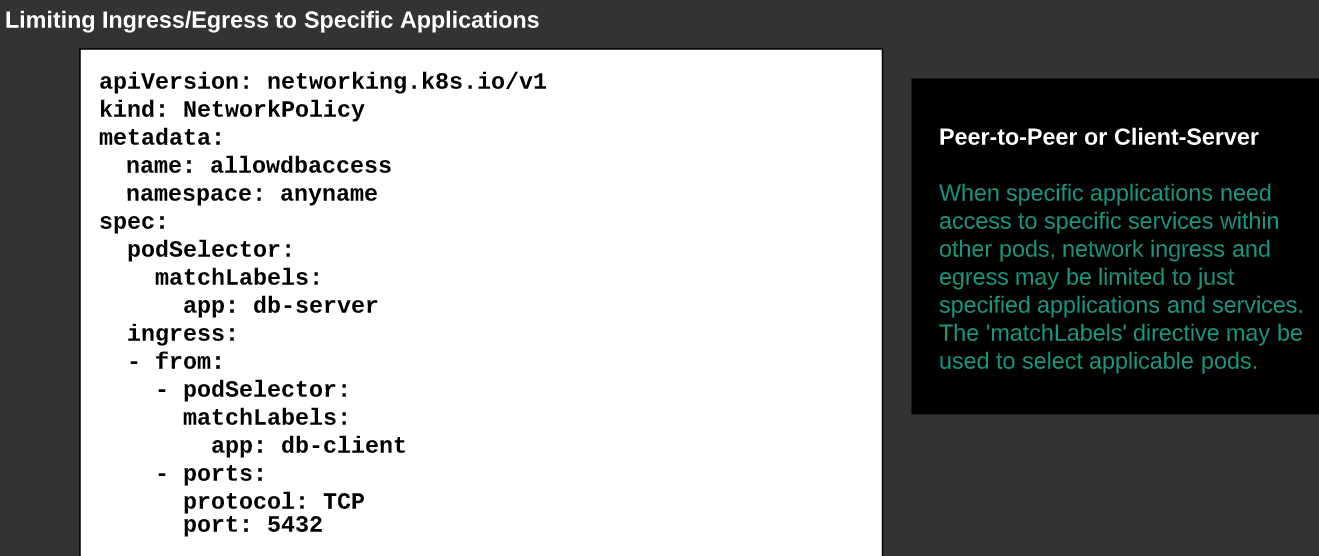 Limiting Ingress/Egress to Specific Applications
apiVersion: networking.k8s.io/v1
kind: NetworkPolicy
metadata:
  name: allowdbaccess
  namespace: anyname
spec:
  podSelector:
    matchLabels:
      app: db-server
  ingress:
  - from:
    - podSelector:
      matchLabels:
        app: db-client
    - ports:
      protocol: TCP
      port: 5432
Peer-to-Peer or Client-Server
When specific applications need
access to specific services within
other pods, network ingress and
egress may be limited to just
specified applications and services.
The 'matchLabels' directive may be
used to select applicable pods.